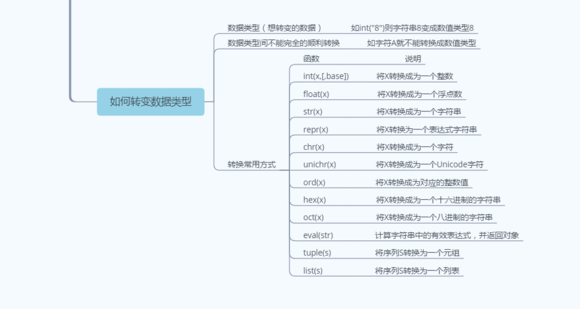 如何转变数据类型
数据类型（想转变的数据） 如int("8")则字符串8变成数值类型8
数据类型间不能完全的顺利转换 如字符A就不能转换成数值类型
转换常用方式
函数 说明
int(x,[,base]) 将X转换成为一个整数
float(x) 将X转换成为一个浮点数
str(x) 将X转换成为一个字符串
repr(x) 将X转换为一个表达式字符串
chr(x) 将X转换成为一个字符
unichr(x) 将X转换成为一个Unicode字符
ord(x) 将X转换成为对应的整数值
hex(x) 将X转换成为一个十六进制的字符串
oct(x) 将X转换成为一个八进制的字符串
eval(str) 计算字符串中的有效表达式，并返回对象
tuple(s) 将序列S转换为一个元组
list(s) 将序列S转换为一个列表